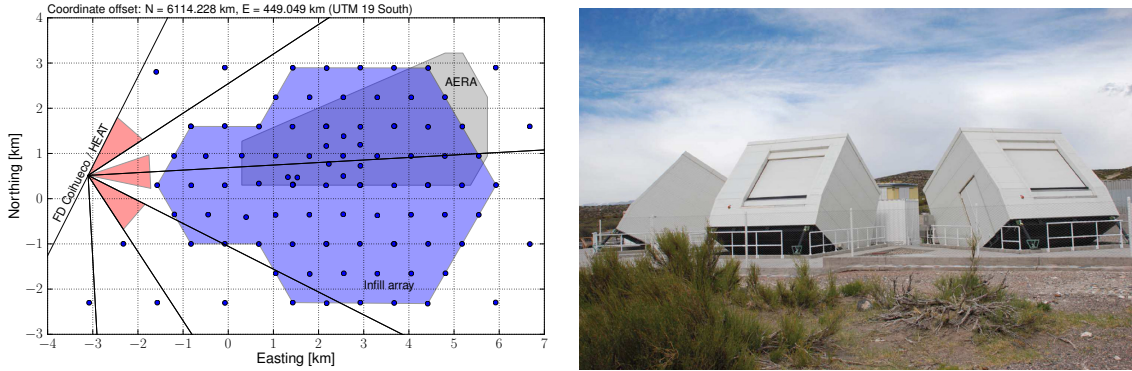 Coordinate offset: N = 6114.228 km, E = 449.049 km (UTM 19 South)
4
3
2
1
0
−1
−2
−3
Northing [km]
FD Coihueco / HEAT
AERA
Infill array
−4 −3 −2 −1 0 1 2 3 4 5 6 7
Easting [km]